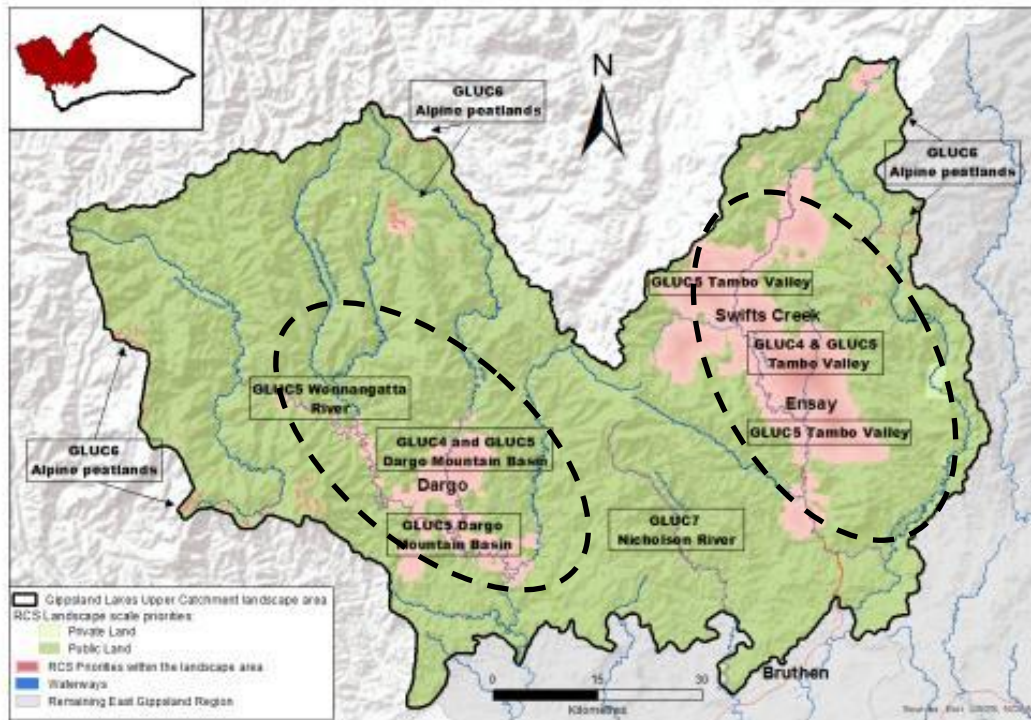 N
GLUC6
Alpine peatlands
GLUC6
Alpine peatlands
GLUC5 Tambo Valley
Swifts Creek
GLUC4 & GLUC5
Tambo Valley
Ensay
GLUC5 Tambo Valley
GLUC5 Wonnangatta
River
GLUC4 and GLUC5
Dargo Mountain Basin
Dargo
GLUC5 Dargo
Mountain Basin
GLUC6
Alpine peatlands
GLUC7
Nicholson River
Bruthen
Gippsland Lakes Upper Catchment landscape area
RCS Landscape scale priorities:
Private Land
Public Land
RCS Priorities within the landscape area
Waterways
Remaining East Gippsland Region
0 15 30
Kilometres
Esri, USGS,